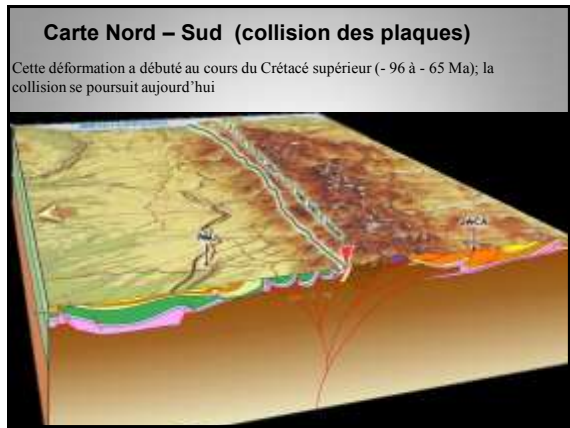 Carte Nord – Sud (collision des plaques)
Cette déformation a débuté au cours du Crétacé supérieur (- 96 à - 65 Ma); la
collision se poursuit aujourd’hui
JACA